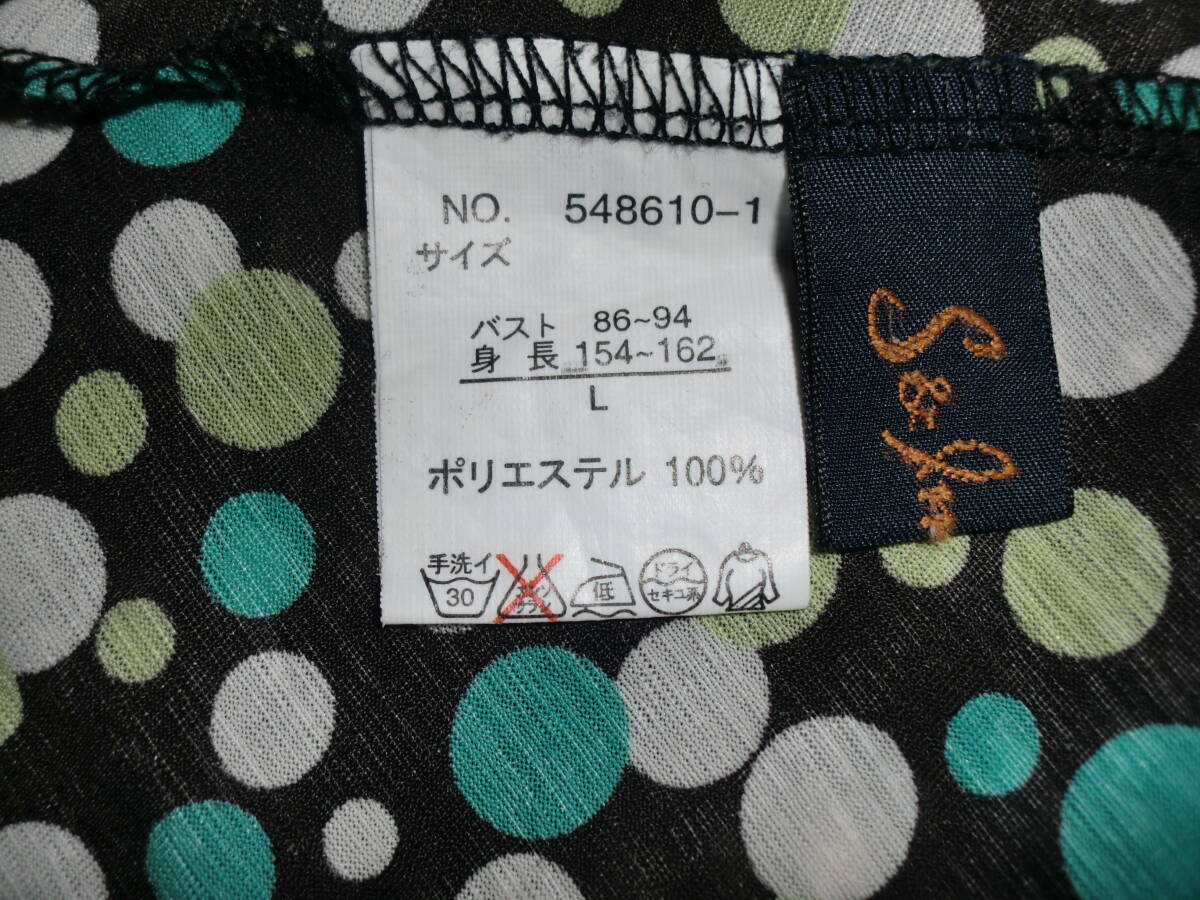 NO. 548610-1
サイズ
バスト 86~94
身長 154~162
L
ポリエステル 100%
手洗イ
30
低
ドライ
セキユ系
S &